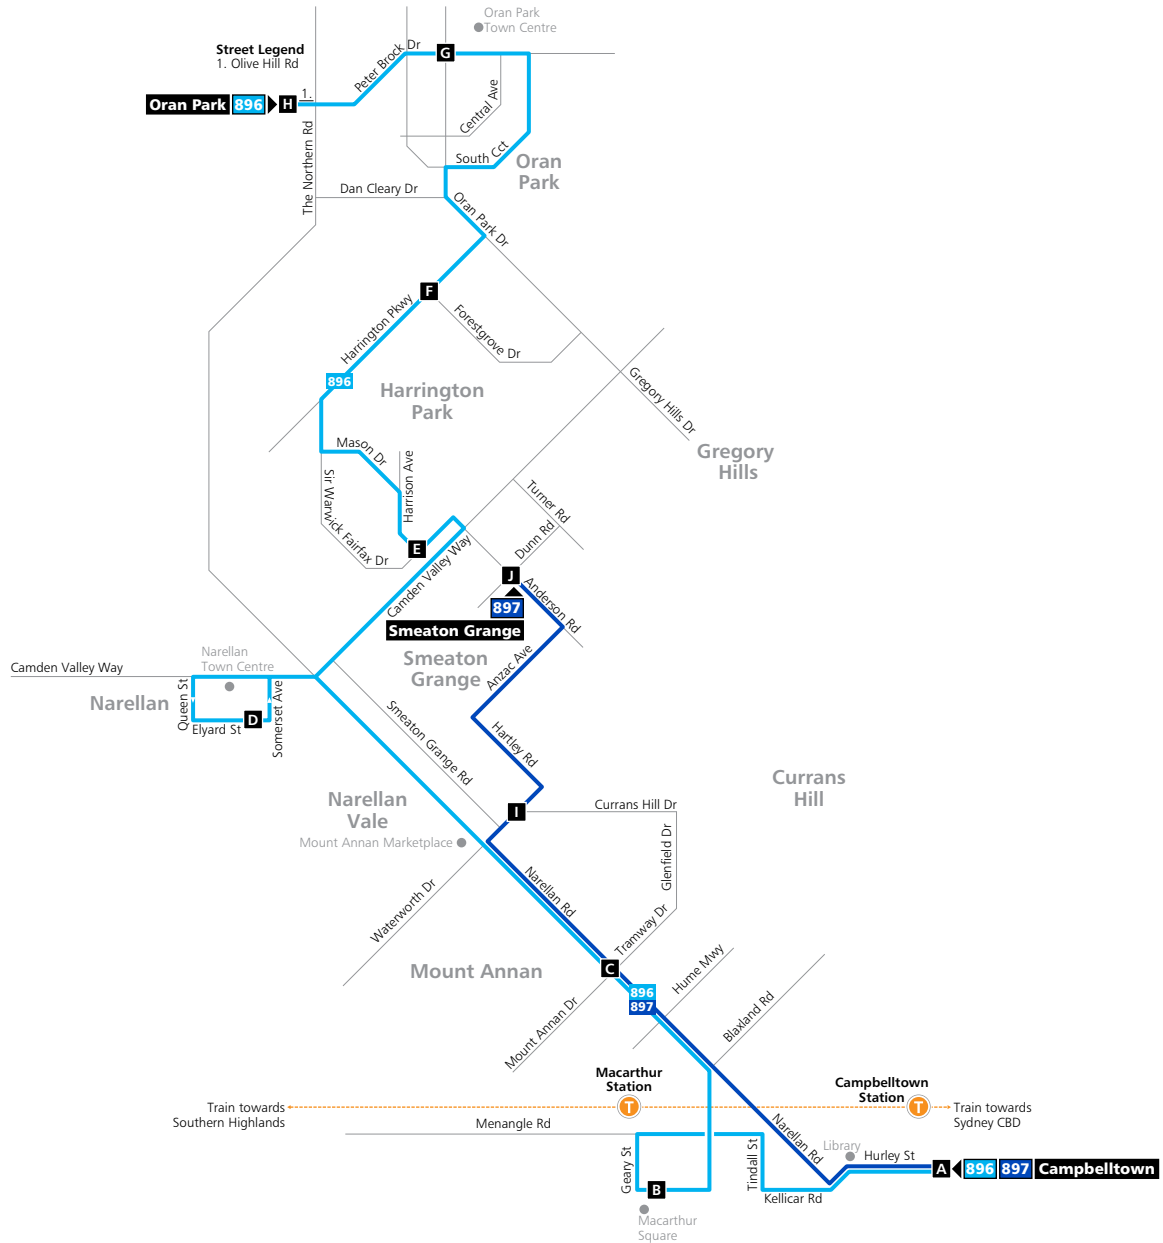 Oran Park
Town Centre
Street Legend
1. Olive Hill Rd
Peter Brock Dr
G
Oran Park
896
H
1.
Central Ave
The Northern Rd
South Cct
Oran
Park
Dan Cleary Dr
Oran Park Dr
F
Harrington Pkwy
Forestgrove Dr
896
Harrington
Park
Gregory Hills Dr
Gregory
Hills
Mason Dr
Harrison Ave
Sir Warwick Fairfax Dr
Turner Rd
Dunn Rd
E
Camden Valley Way
J
Anderson Rd
897
Smeaton Grange
Smeaton
Grange
Anzac Ave
Narellan
Town Centre
Camden Valley Way
Narellan
Queen St
Elyard St
D
Somerset Ave
Smeaton Grange Rd
Hartley Rd
Currans
Hill
Narellan
Vale
I
Currans Hill Dr
Mount Annan Marketplace
Glenfield Dr
Narellan Rd
Waterworth Dr
Tramway Dr
Mount Annan
C
Hume Mwy
896
897
Blaxland Rd
Mount Annan Dr
Macarthur
Station
Campbelltown
Station
Train towards
Southern Highlands
T
T
Train towards
Sydney CBD
Menangle Rd
Narellan Rd
Library
Hurley St
Geary St
Tindall St
A
896
897
Campbelltown
B
Kellicar Rd
Macarthur
Square